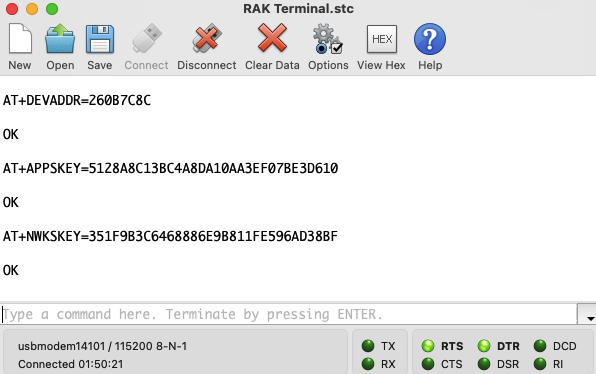 RAK Terminal.stc
New Open Save Connect Disconnect Clear Data Options HEX View Hex Help
AT+DEVADDR=260B7C8C
OK
AT+APPSKEY=5128A8C13BC4A8DA10AA3EF07BE3D610
OK
AT+NWKSKEY=351F9B3C6468886E9B811FE596AD38BF
OK
Type a command here. Terminate by pressing ENTER.
usbmodem14101 / 115200 8-N-1
Connected 01:50:21
TX RTS DTR DCD
RX CTS DSR RI